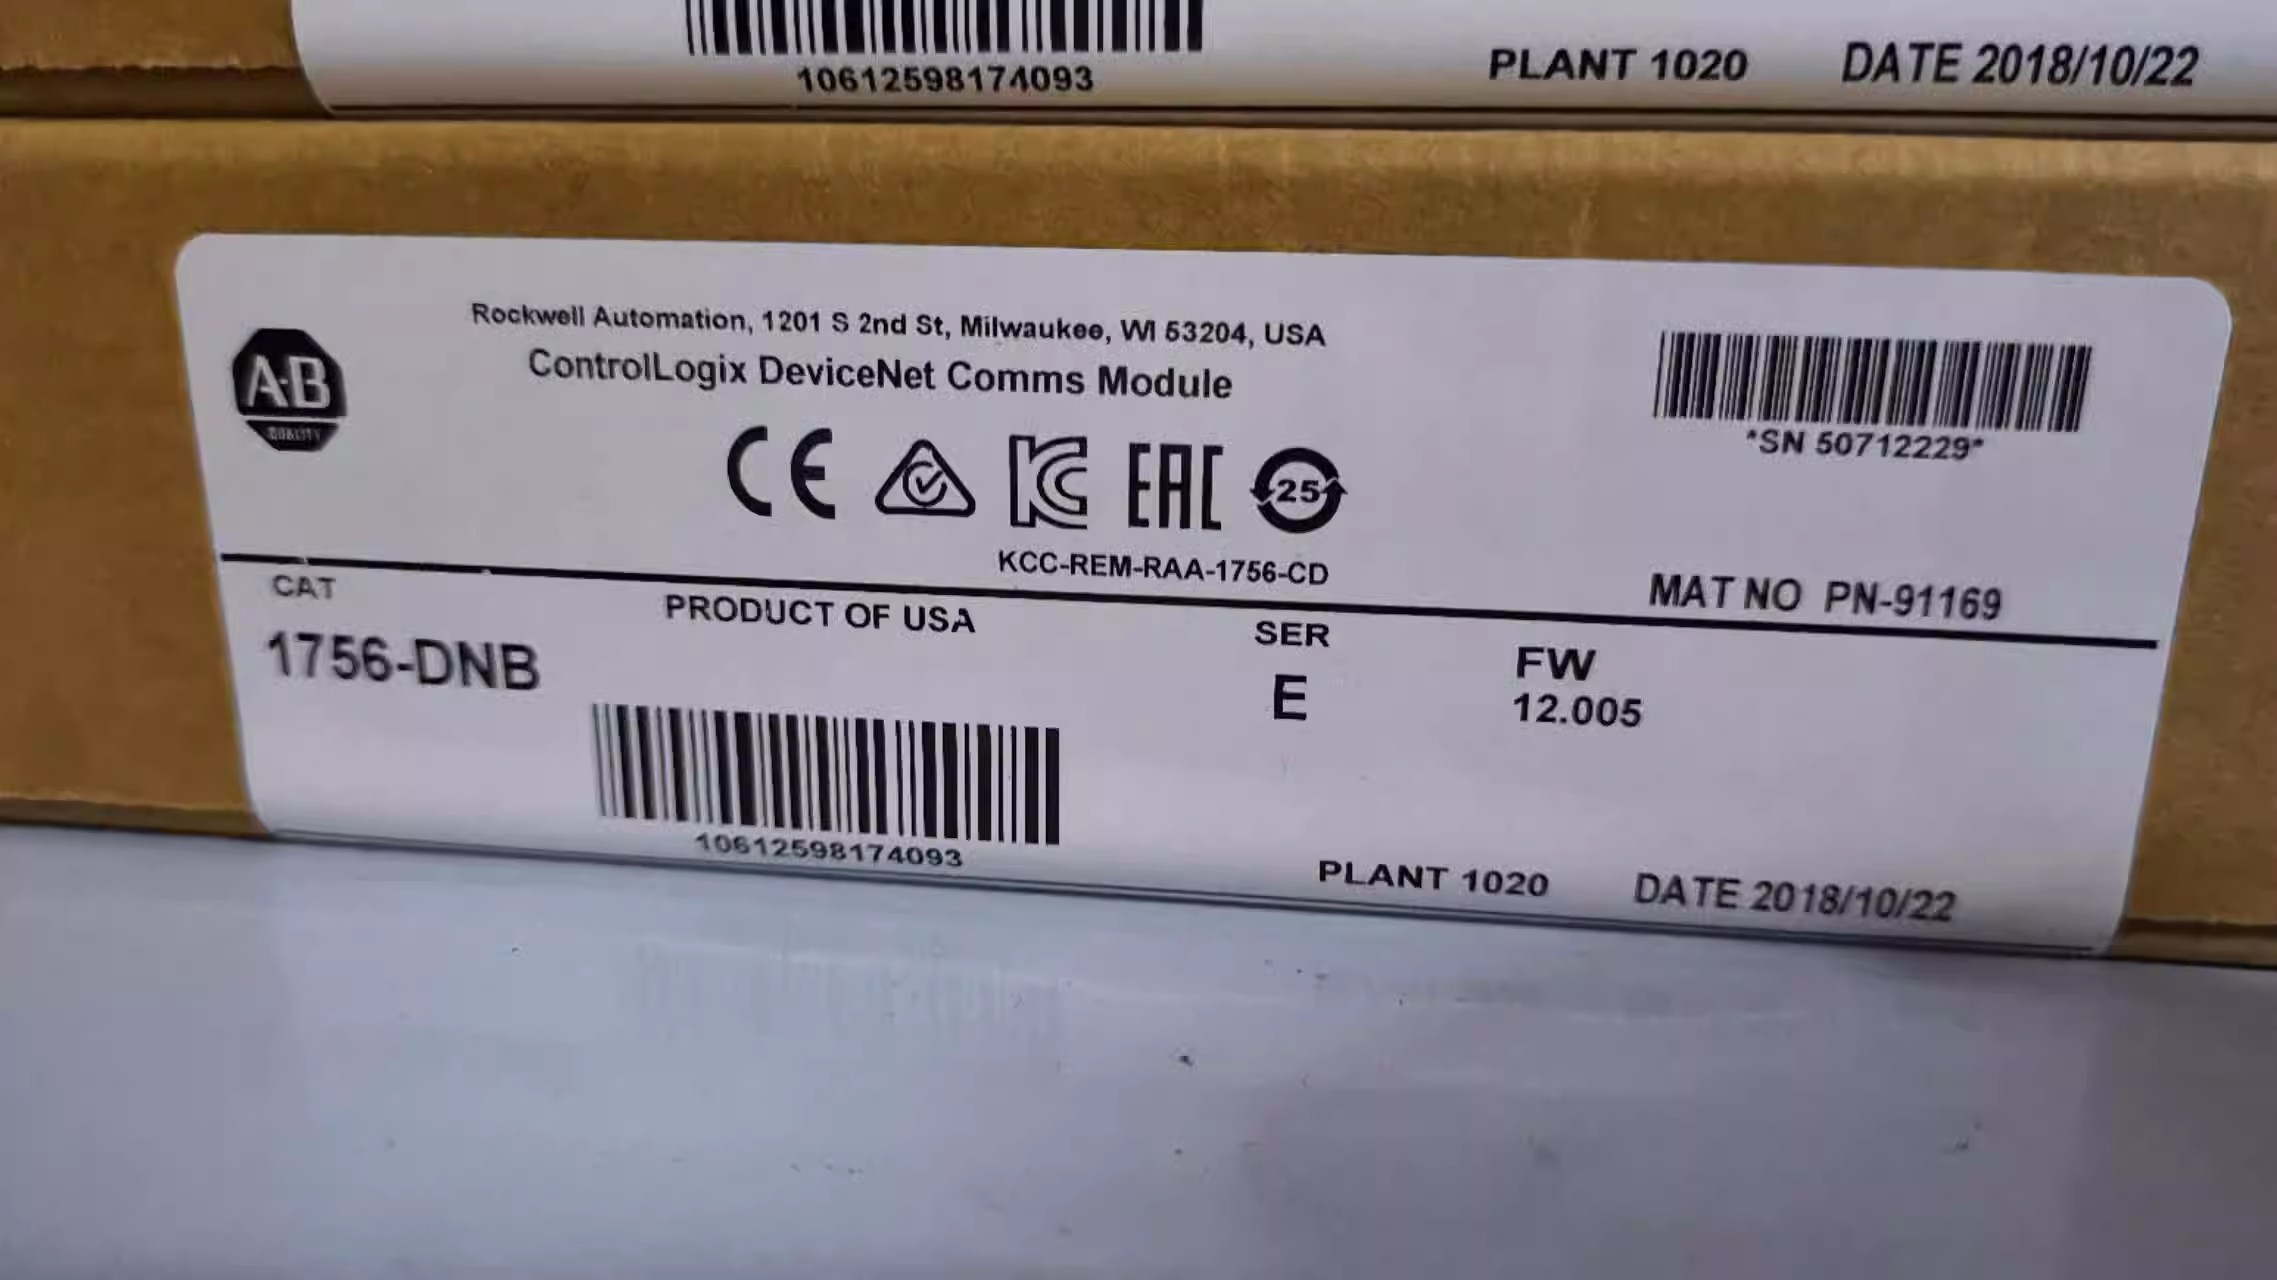 10612598174093
PLANT 1020 DATE 2018/10/22
A-B
QUALITY
Rockwell Automation, 1201 S 2nd St, Milwaukee, WI 53204, USA
ControlLogix DeviceNet Comms Module
CE KC EAC 25
*SN 50712229*
KCC-REM-RAA-1756-CD
MAT NO PN-91169
CAT
1756-DNB
PRODUCT OF USA
SER
E
FW
12.005
10612598174093
PLANT 1020 DATE 2018/10/22